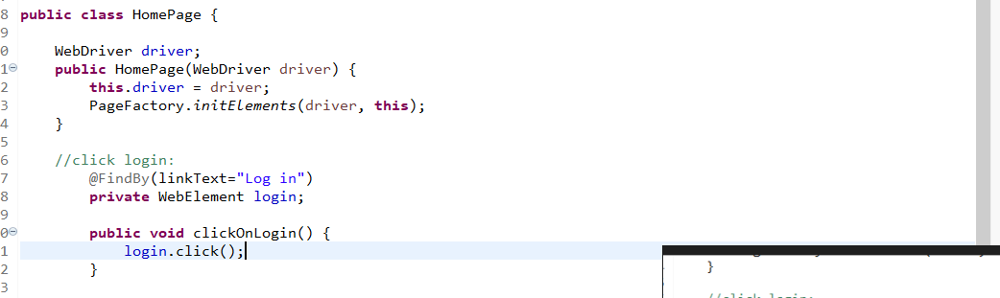 8 public class HomePage {
9
0 WebDriver driver;
1 public HomePage(WebDriver driver) {
2 this.driver = driver;
3 PageFactory.initElements(driver, this);
4 }
5
6 //click login:
7 @FindBy(linkText="Log in")
8 private WebElement login;
9
0 public void clickOnLogin() {
1 login.click();
2 }
3
}
//click login: